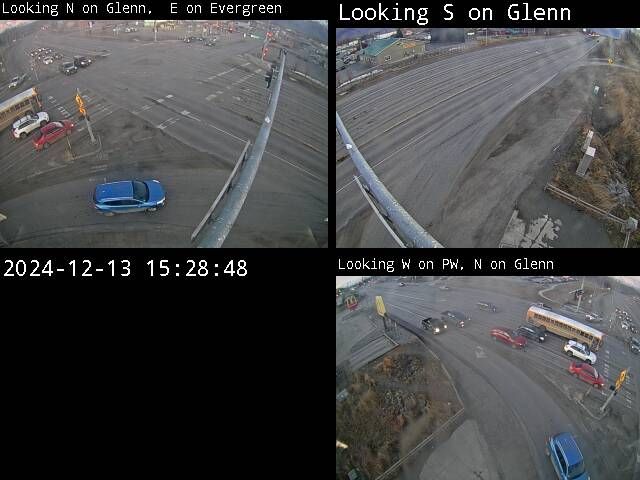 Looking N on Glenn, E on Evergreen
Looking S on Glenn
2024-12-13 15:28:48
Looking W on PW, N on Glenn